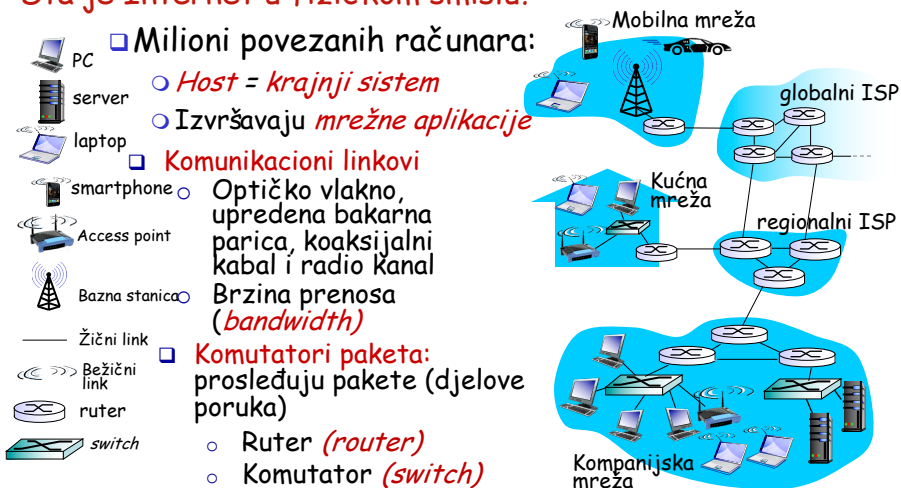 Šta je Internet u fizičkom smislu?
Milioni povezanih računara:
Host = krajnji sistem
Izvršavaju mrežne aplikacije
Komunikacioni linkovi
Optičko vlakno,
upredena bakarna
parica, koaksijalni
kabal i radio kanal
Brzina prenosa
(bandwidth)
Komutatori paketa:
prosleđuju pakete (djelove
poruka)
Ruter (router)
Komutator (switch)
PC
server
laptop
smartphone
Access point
Bazna stanica
Žični link
Bežični
link
ruter
switch
Mobilna mreža
globalni ISP
Kućna
mreža
regionalni ISP
Kompanijska
mreža